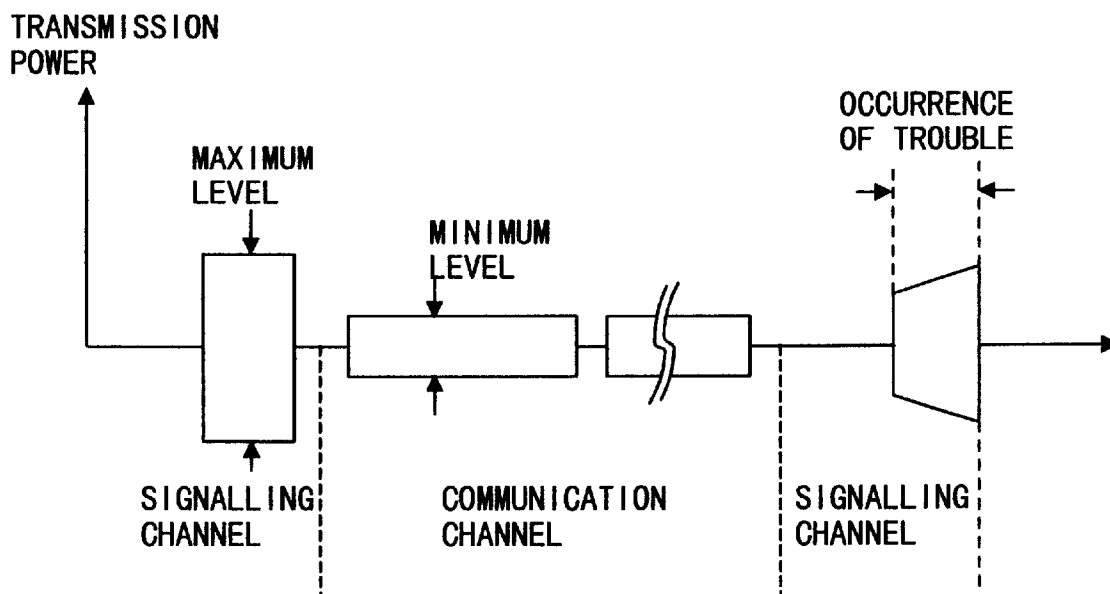 TRANSMISSION
POWER
OCCURRENCE
OF TROUBLE
MAXIMUM
LEVEL
MINIMUM
LEVEL
SIGNALLING
CHANNEL
COMMUNICATION
CHANNEL
SIGNALLING
CHANNEL